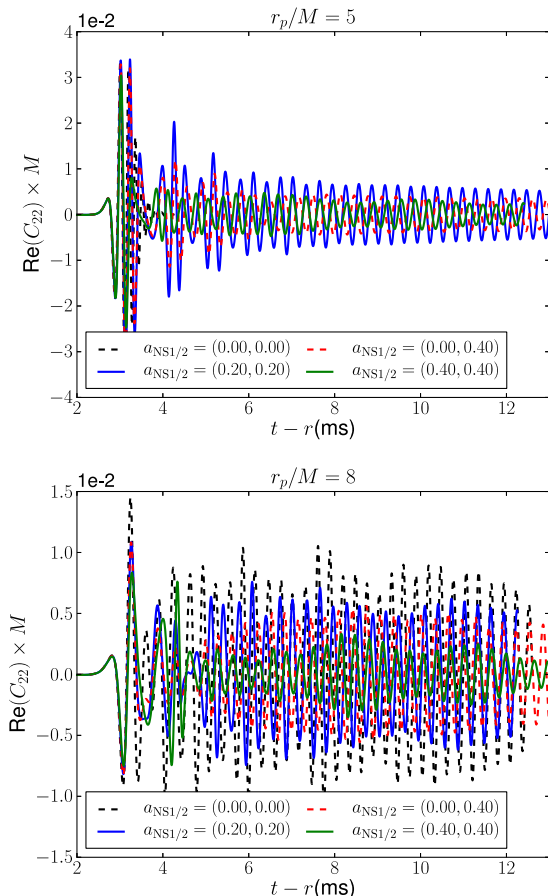 r_p/M = 5
1e-2
4
3
2
1
0
−1
−2
−3
−4
Re(C_22) × M
a_NS1/2 = (0.00, 0.00) a_NS1/2 = (0.00, 0.40)
a_NS1/2 = (0.20, 0.20) a_NS1/2 = (0.40, 0.40)
2 4 6 8 10 12
t − r(ms)
r_p/M = 8
1e-2
1.5
1.0
0.5
0.0
−0.5
−1.0
−1.5
Re(C_22) × M
a_NS1/2 = (0.00, 0.00) a_NS1/2 = (0.00, 0.40)
a_NS1/2 = (0.20, 0.20) a_NS1/2 = (0.40, 0.40)
2 4 6 8 10 12
t − r(ms)